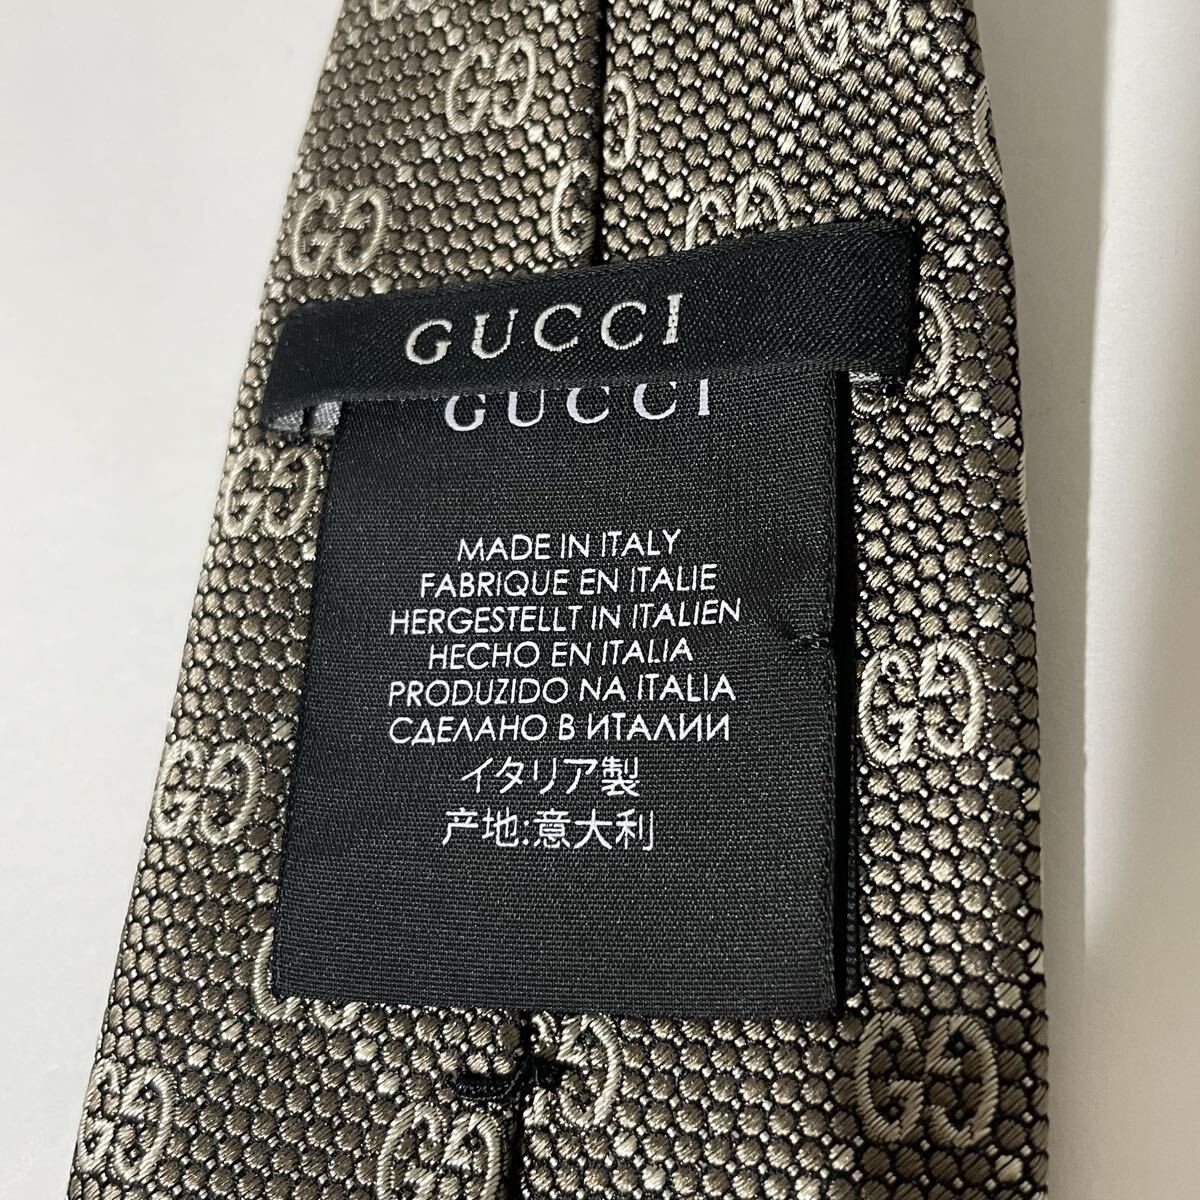 GUCCI
GUCCI
MADE IN ITALY
FABRIQUE EN ITALIE
HERGESTELLT IN ITALIEN
HECHO EN ITALIA
PRODUZIDO NA ITALIA
СДЕЛАНО В ИТАЛИИ
イタリア製
产地:意大利